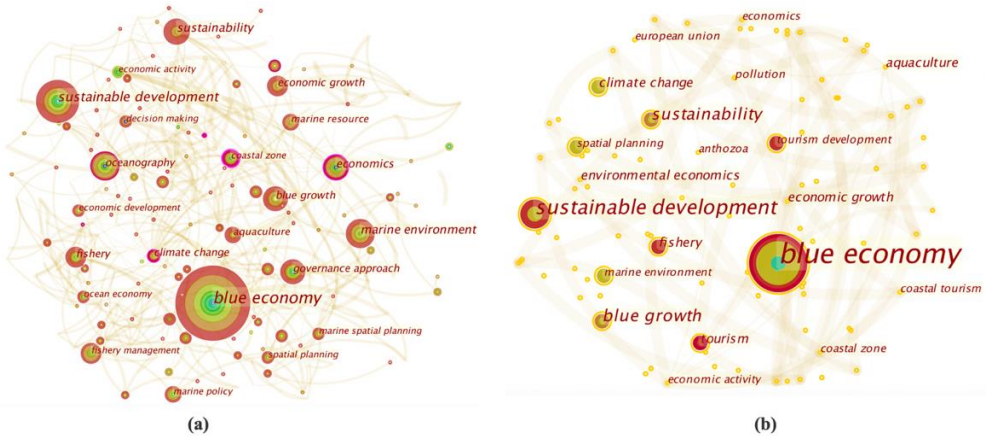 sustainability
economic activity
economic growth
sustainable development
decision making
marine resource
oceanography
coastal zone
economics
economic development
blue growth
aquaculture
marine environment
fishery
climate change
governance approach
ocean economy
blue economy
marine spatial planning
fishery management
spatial planning
marine policy
(a)
economics
european union
aquaculture
climate change
pollution
sustainability
tourism development
spatial planning
anthozoa
environmental economics
economic growth
sustainable development
fishery
blue economy
marine environment
coastal tourism
blue growth
tourism
coastal zone
economic activity
(b)